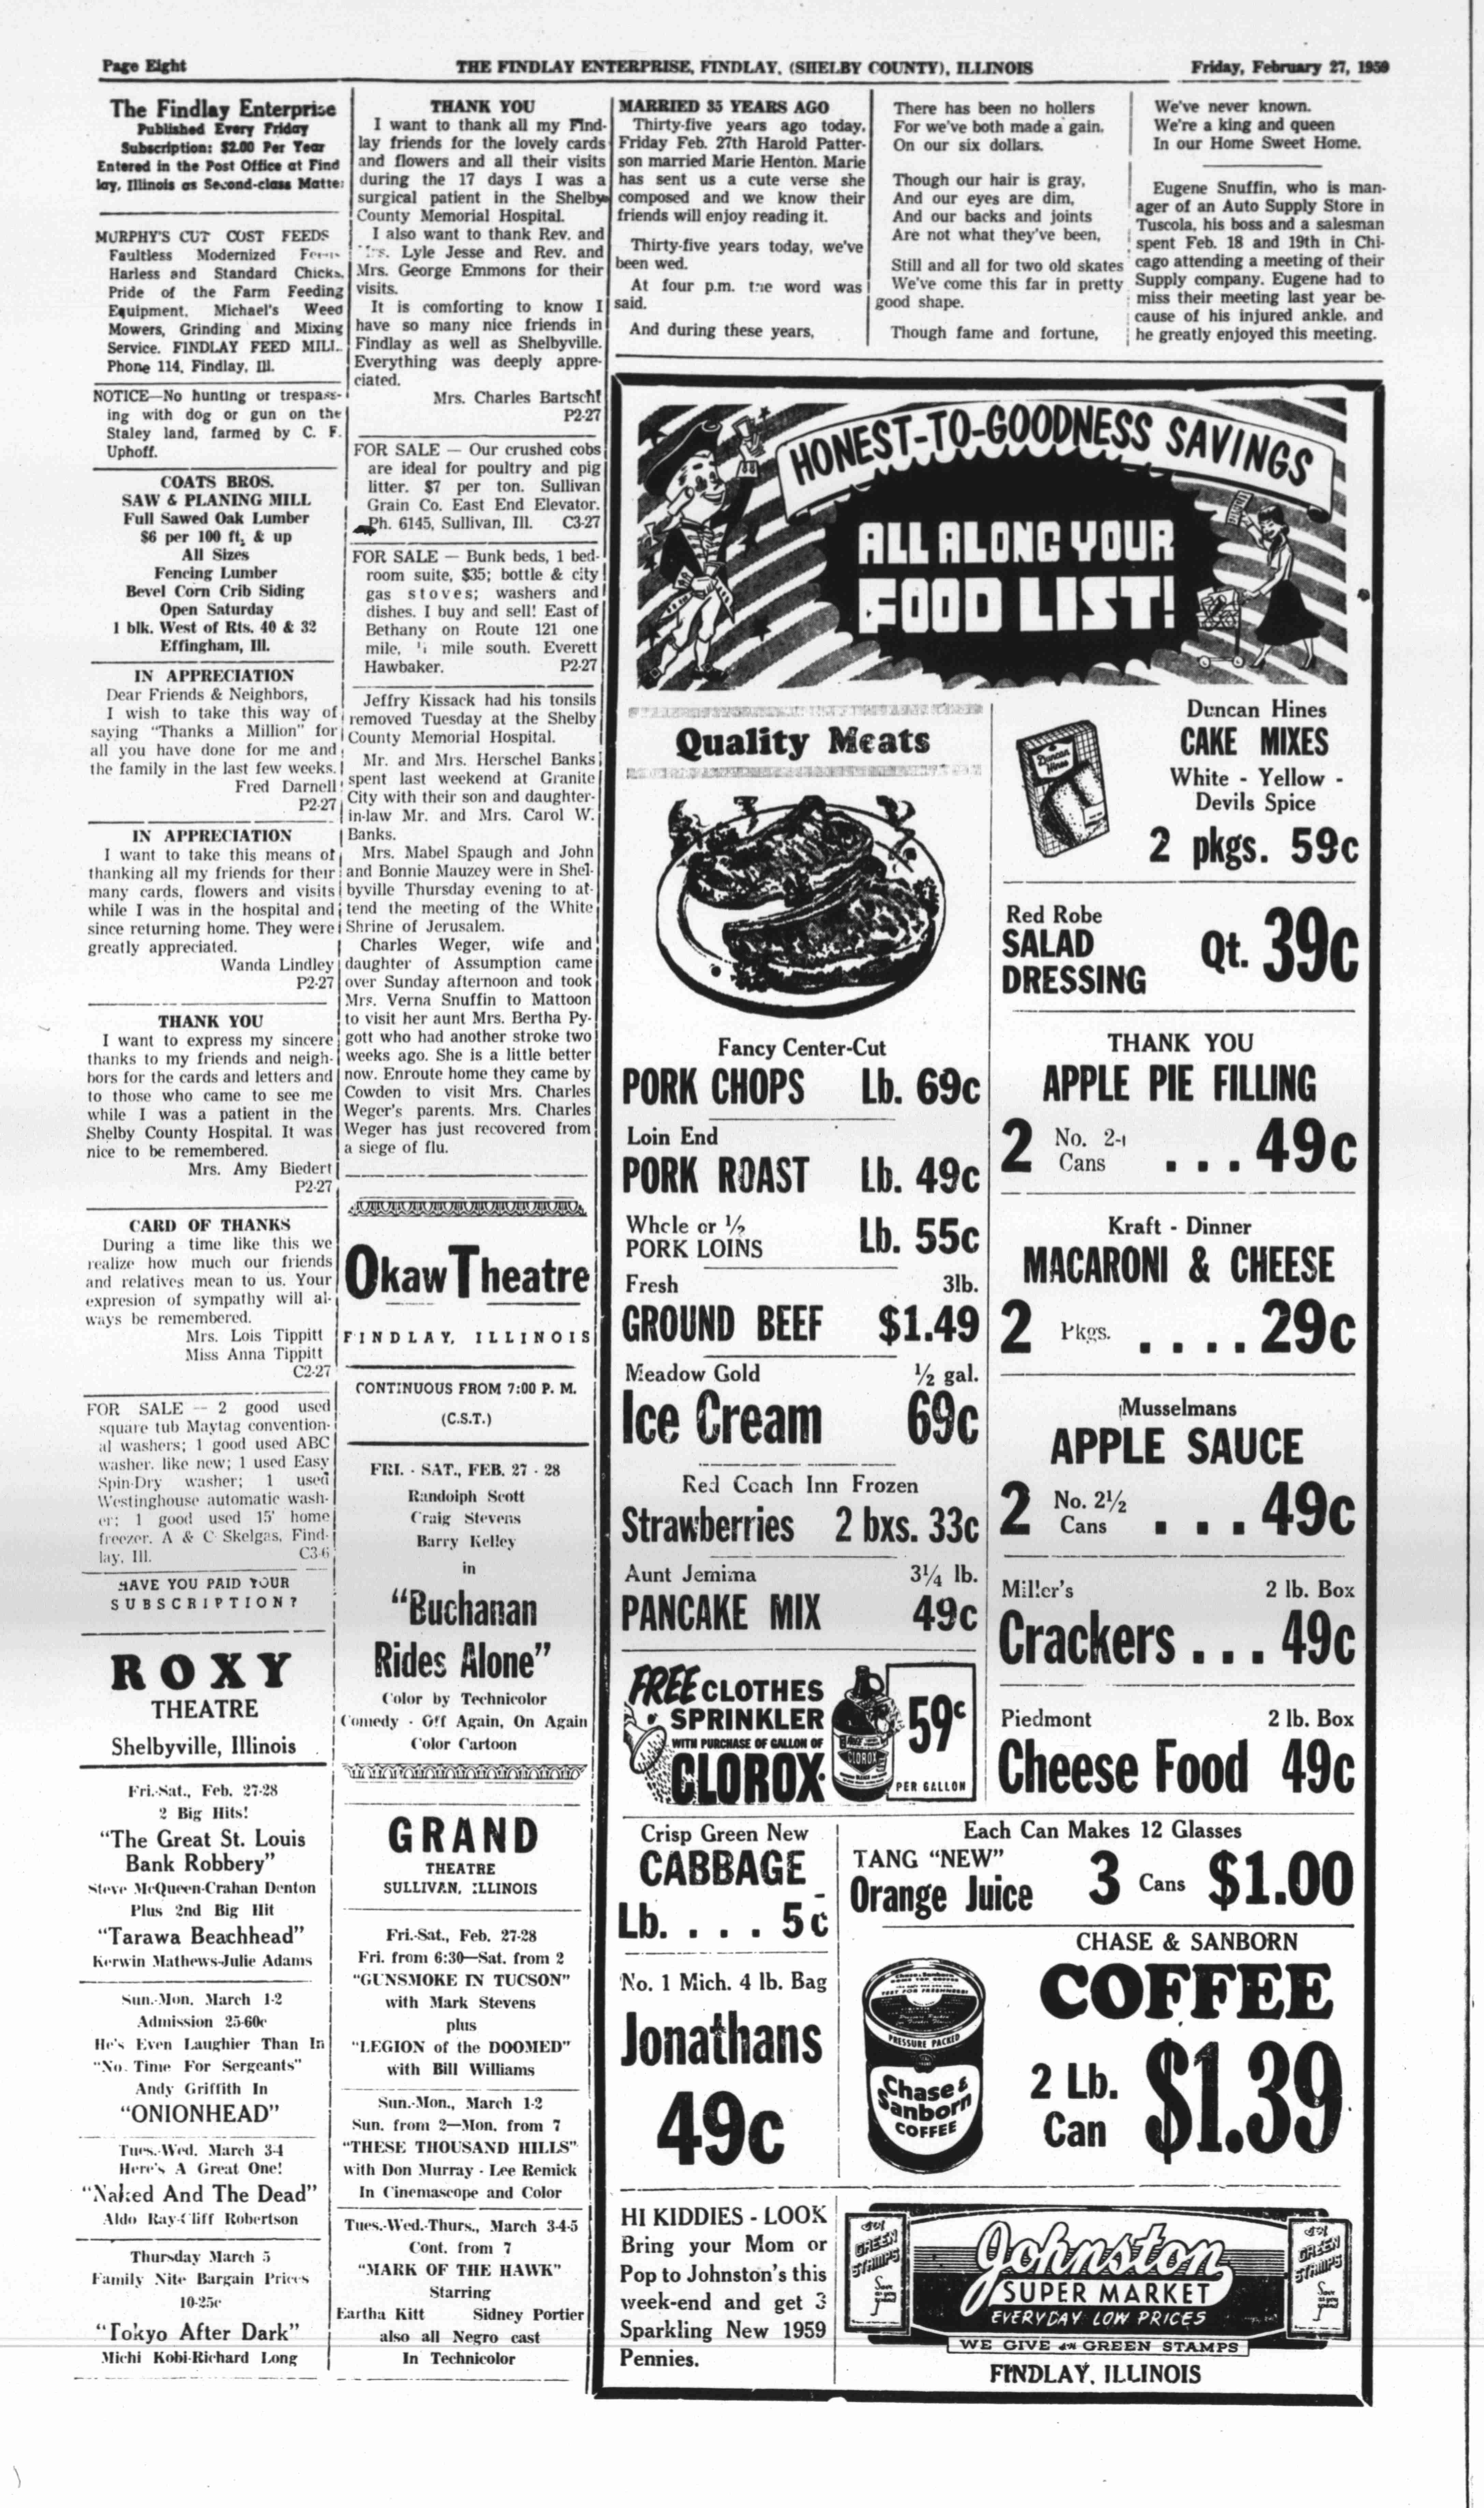 Page Eight
THE FINDLAY ENTERPRISE, FINDLAY, (SHELBY COUNTY), ILLINOIS
Friday, February 27, 1959
The Findlay Enterprise
Published Every Friday
Subscription: $2.00 Per Year
Entered in the Post Office at Find
lay, Illinois as Second-class Matter
MURPHY'S CUT COST FEEDS
Faultless Modernized
Harless and Standard Chicks,
Pride of the Farm Feeding
Equipment, Michael's Weed
Mowers, Grinding and Mixing
Service. FINDLAY FEED MILL.
Phone 114, Findlay, Ill.
NOTICE—No hunting or trespass-
ing with dog or gun on the
Staley land, farmed by C. F.
Uphoff.
COATS BROS.
SAW & PLANING MILL
Full Sawed Oak Lumber
$6 per 100 ft. & up
All Sizes
Fencing Lumber
Bevel Corn Crib Siding
Open Saturday
1 blk. West of Rts. 40 & 32
Effingham, Ill.
IN APPRECIATION
Dear Friends & Neighbors,
I wish to take this way of
saying "Thanks a Million" for
all you have done for me and
the family in the last few weeks.
Fred Darnell
P2-27
IN APPRECIATION
I want to take this means of
thanking all my friends for their
many cards, flowers and visits
while I was in the hospital and
since returning home. They were
greatly appreciated.
Wanda Lindley
P2-27
THANK YOU
I want to express my sincere
thanks to my friends and neigh-
bors for the cards and letters and
to those who came to see me
while I was a patient in the
Shelby County Hospital. It was
nice to be remembered.
Mrs. Amy Biedert
P2-27
CARD OF THANKS
During a time like this we
realize how much our friends
and relatives mean to us. Your
expresion of sympathy will al-
ways be remembered.
Mrs. Lois Tippitt
Miss Anna Tippitt
C2-27
FOR SALE -- 2 good used
square tub Maytag convention-
al washers; 1 good used ABC
washer, like new; 1 used Easy
Spin-Dry washer; 1 used
Westinghouse automatic wash-
er; 1 good used 15' home
freezer. A & C Skelgas, Find-
lay, Ill. C3-6
HAVE YOU PAID YOUR
SUBSCRIPTION?
ROXY
THEATRE
Shelbyville, Illinois
Fri.-Sat., Feb. 27-28
2 Big Hits!
"The Great St. Louis
Bank Robbery"
Steve McQueen-Crahan Denton
Plus 2nd Big Hit
"Tarawa Beachhead"
Kerwin Mathews-Julie Adams
Sun.-Mon. March 1-2
Admission 25-60c
He's Even Laughier Than In
"No Time For Sergeants"
Andy Griffith In
"ONIONHEAD"
Tues.-Wed. March 3-4
Here's A Great One!
"Naked And The Dead"
Aldo Ray-Cliff Robertson
Thursday March 5
Family Nite Bargain Prices
10-25c
"Tokyo After Dark"
Michi Kobi-Richard Long
THANK YOU
I want to thank all my Find-
lay friends for the lovely cards
and flowers and all their visits
during the 17 days I was a
surgical patient in the Shelby
County Memorial Hospital.
I also want to thank Rev. and
Mrs. Lyle Jesse and Rev. and
Mrs. George Emmons for their
visits.
It is comforting to know I
have so many nice friends in
Findlay as well as Shelbyville.
Everything was deeply appre-
ciated.
Mrs. Charles Bartscht
P2-27
FOR SALE — Our crushed cobs
are ideal for poultry and pig
litter. $7 per ton. Sullivan
Grain Co. East End Elevator.
Ph. 6145, Sullivan, Ill. C3-27
FOR SALE — Bunk beds, 1 bed-
room suite, $35; bottle & city
gas stoves; washers and
dishes. I buy and sell! East of
Bethany on Route 121 one
mile, mile south. Everett
Hawbaker. P2-27
Jeffry Kissack had his tonsils
removed Tuesday at the Shelby
County Memorial Hospital.
Mr. and Mrs. Herschel Banks
spent last weekend at Granite
City with their son and daughter-
in-law Mr. and Mrs. Carol W.
Banks.
Mrs. Mabel Spaugh and John
and Bonnie Mauzey were in Shel-
byville Thursday evening to at-
tend the meeting of the White
Shrine of Jerusalem.
Charles Weger, wife and
daughter of Assumption came
over Sunday afternoon and took
Mrs. Verna Snuffin to Mattoon
to visit her aunt Mrs. Bertha Py-
gott who had another stroke two
weeks ago. She is a little better
now. Enroute home they came by
Cowden to visit Mrs. Charles
Weger's parents. Mrs. Charles
Weger has just recovered from
a siege of flu.
Okaw Theatre
FINDLAY, ILLINOIS
CONTINUOUS FROM 7:00 P. M.
(C.S.T.)
FRI. - SAT., FEB. 27 - 28
Randolph Scott
Craig Stevens
Barry Kelley
in
"Buchanan
Rides Alone"
Color by Technicolor
Comedy - Off Again, On Again
Color Cartoon
GRAND
THEATRE
SULLIVAN, ILLINOIS
Fri.-Sat., Feb. 27-28
Fri. from 6:30—Sat. from 2
"GUNSMOKE IN TUCSON"
with Mark Stevens
plus
"LEGION of the DOOMED"
with Bill Williams
Sun.-Mon., March 1-2
Sun. from 2—Mon. from 7
"THESE THOUSAND HILLS"
with Don Murray - Lee Remick
In Cinemascope and Color
Tues.-Wed.-Thurs., March 3-4-5
Cont. from 7
"MARK OF THE HAWK"
Starring
Eartha Kitt Sidney Portier
also all Negro cast
In Technicolor
MARRIED 35 YEARS AGO
Thirty-five years ago today,
Friday Feb. 27th Harold Patter-
son married Marie Henton. Marie
has sent us a cute verse she
composed and we know their
friends will enjoy reading it.
Thirty-five years today, we've
been wed.
At four p.m. the word was
said.
And during these years,
There has been no hollers
For we've both made a gain,
On our six dollars.
Though our hair is gray,
And our eyes are dim,
And our backs and joints
Are not what they've been,
Still and all for two old skates
We've come this far in pretty
good shape.
Though fame and fortune,
We've never known.
We're a king and queen
In our Home Sweet Home.
Eugene Snuffin, who is man-
ager of an Auto Supply Store in
Tuscola, his boss and a salesman
spent Feb. 18 and 19th in Chi-
cago attending a meeting of their
Supply company. Eugene had to
miss their meeting last year be-
cause of his injured ankle, and
he greatly enjoyed this meeting.
HONEST-TO-GOODNESS SAVINGS
ALL ALONG YOUR
FOOD LIST!
Quality Meats
Fancy Center-Cut
PORK CHOPS Lb. 69c
Loin End
PORK ROAST Lb. 49c
Whole or ½
PORK LOINS Lb. 55c
Fresh 3lb.
GROUND BEEF $1.49
Meadow Gold ½ gal.
Ice Cream 69c
Red Coach Inn Frozen
Strawberries 2 bxs. 33c
Aunt Jemima 3¼ lb.
PANCAKE MIX 49c
FREE CLOTHES
SPRINKLER
WITH PURCHASE OF GALLON OF
CLOROX
CLOROX
59c
PER GALLON
Duncan Hines
Duncan Hines
CAKE MIXES
White - Yellow -
Devils Spice
2 pkgs. 59c
Red Robe
SALAD
DRESSING
Qt. 39c
THANK YOU
APPLE PIE FILLING
2 No. 2-
Cans . . . 49c
Kraft - Dinner
MACARONI & CHEESE
2 Pkgs. . . . . 29c
Musselmans
APPLE SAUCE
2 No. 2½
Cans . . . 49c
Miller's 2 lb. Box
Crackers . . . 49c
Piedmont 2 lb. Box
Cheese Food 49c
Crisp Green New
CABBAGE
Lb. . . . . 5c
Each Can Makes 12 Glasses
TANG "NEW"
Orange Juice 3 Cans $1.00
No. 1 Mich. 4 lb. Bag
Jonathans
49c
CHASE & SANBORN
COFFEE
2 Lb.
Can
$1.39
PRESSURE PACKED
Chase &
Sanborn
COFFEE
HI KIDDIES - LOOK
Bring your Mom or
Pop to Johnston's this
week-end and get 3
Sparkling New 1959
Pennies.
GREEN
STAMPS
Johnston
SUPER MARKET
EVERYDAY LOW PRICES
WE GIVE S&H GREEN STAMPS
GREEN
STAMPS
FINDLAY, ILLINOIS